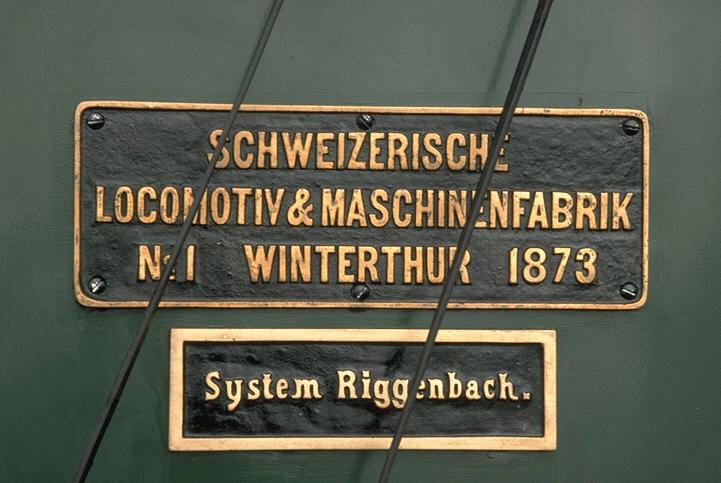 SCHWEIZERISCHE
LOCOMOTIV & MASCHINENFABRIK
No 1 WINTERTHUR 1873
System Riggenbach.